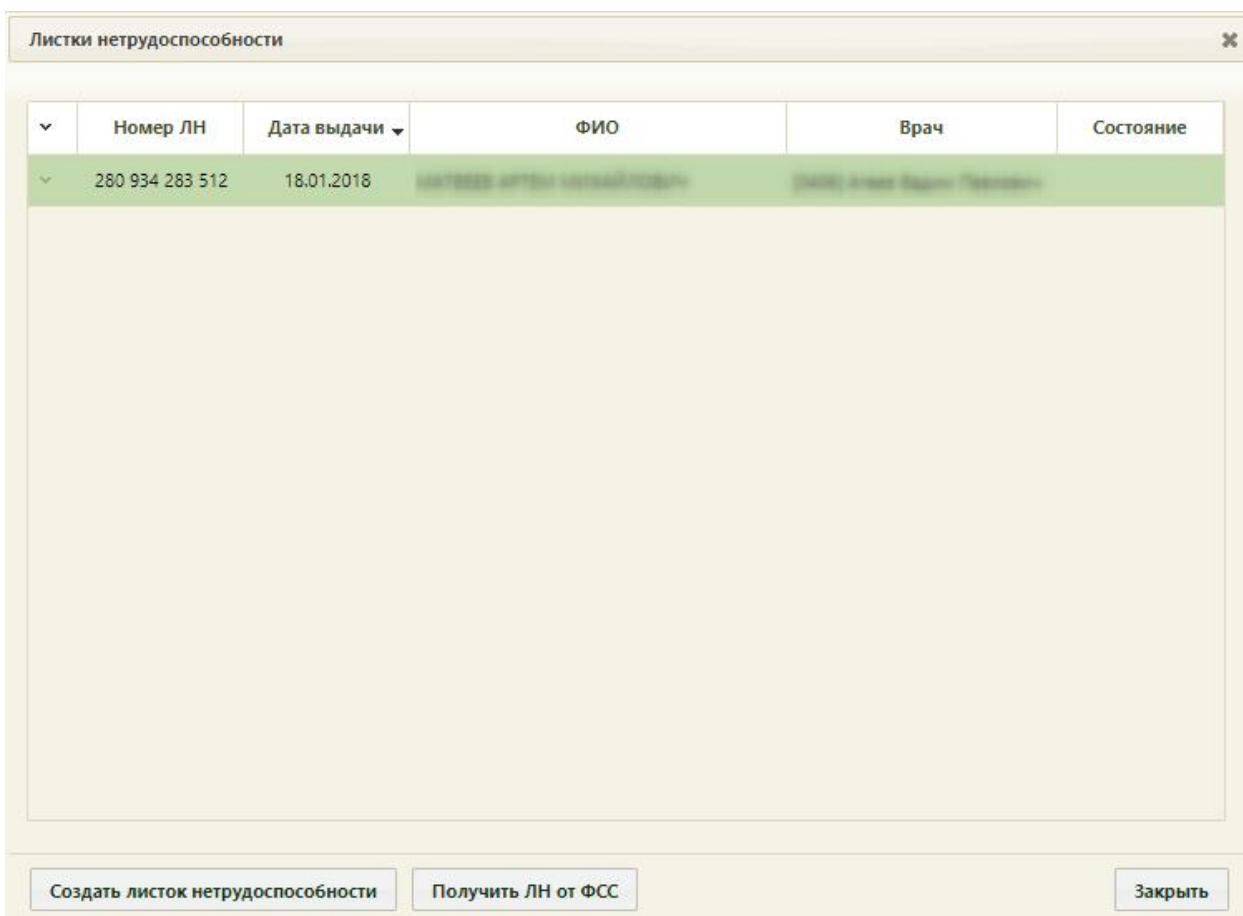 Листки нетрудоспособности
Номер ЛН Дата выдачи ФИО Врач Состояние
280 934 283 512 18.01.2018
Создать листок нетрудоспособности Получить ЛН от ФСС Закрыть